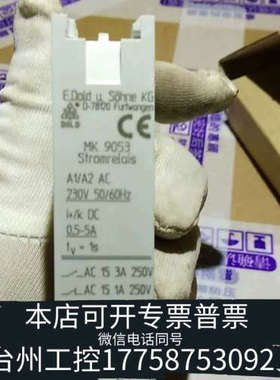 E.Dold u. Söhne KG
D-78120 Furtwangen
DOLD
CE
MK 9053
Stromrelais
A1/A2 AC
230V 50/60Hz
i+/k DC
0,5-5A
tv = 1s
AC 15 3A 250V
AC 15 1A 250V
本店可开专票普票
微信电话同号
台州工控17758753092